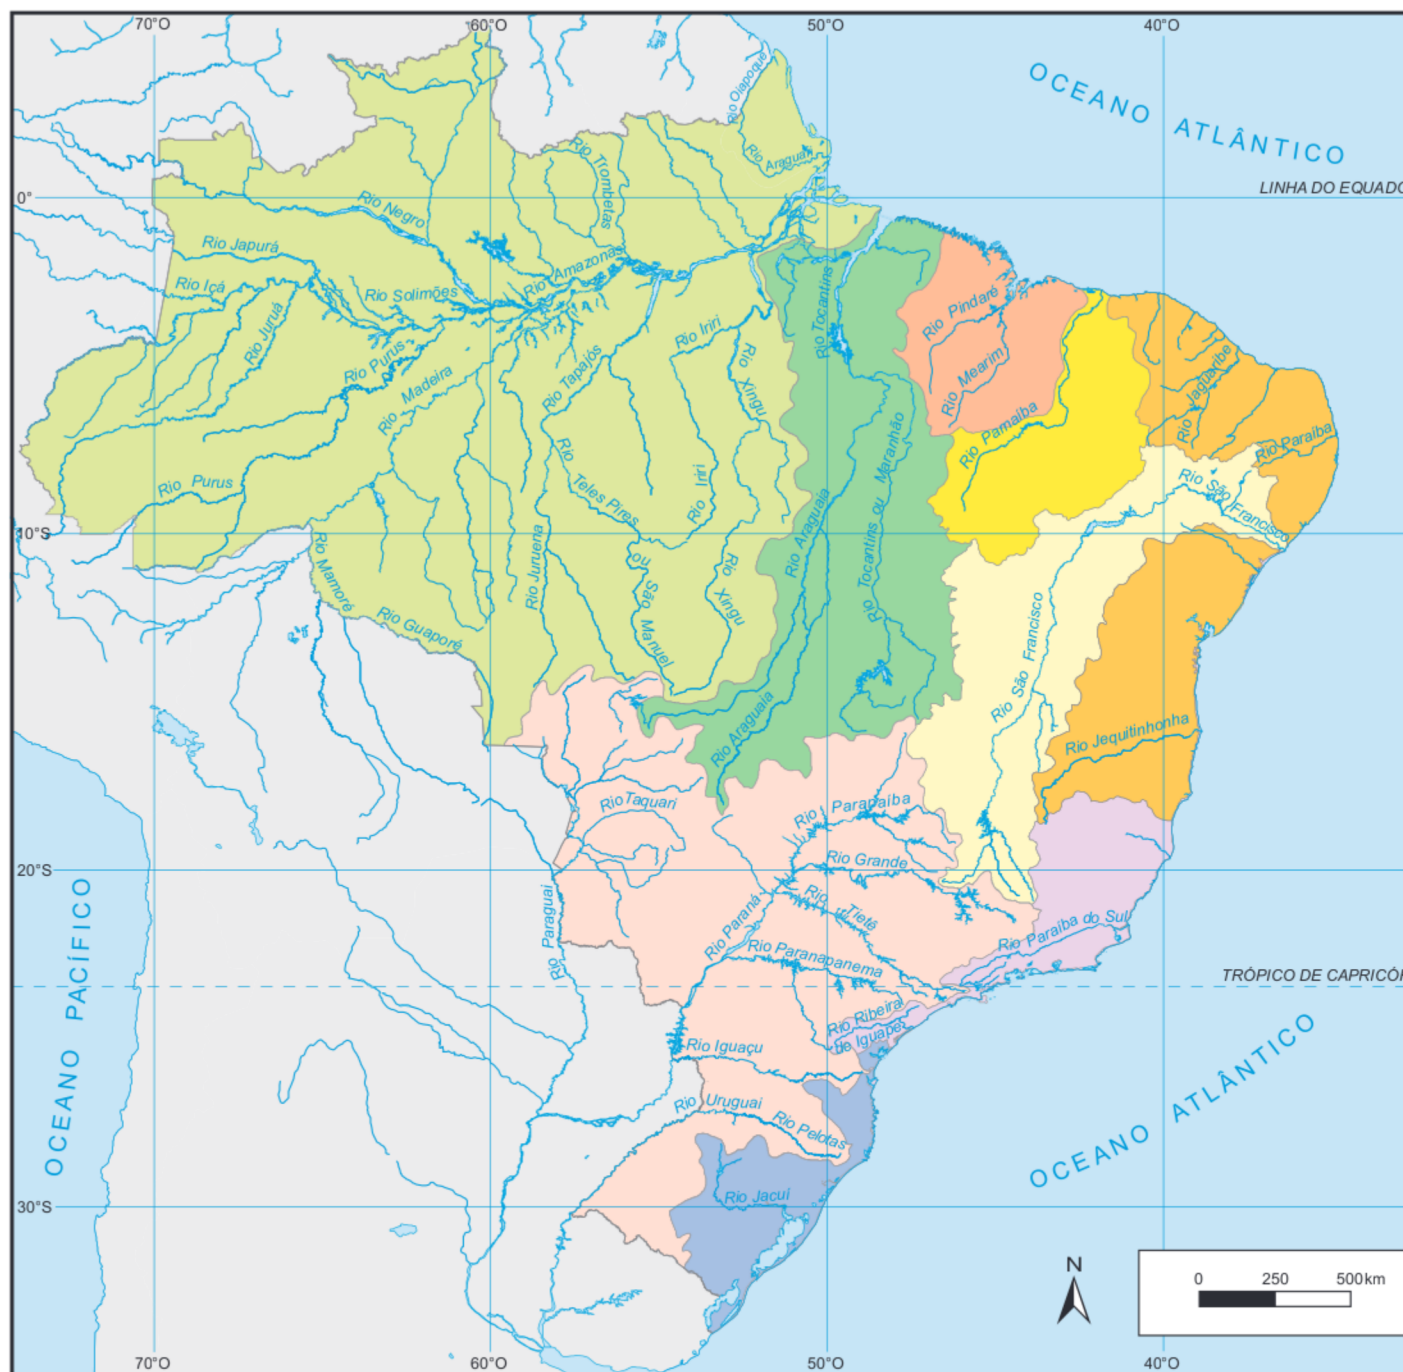 70°O
60°O
50°O
40°O
OCEANO ATLÂNTICO
Rio Oiapoque
Rio Araguari
Rio Trombetas
LINHA DO EQUADO
0°
Rio Negro
Rio Japurá
Rio Içá
Rio Solimões
Rio Amazonas
Rio Juruá
Rio Purus
Rio Madeira
Rio Tapajós
Rio Iriri
Rio Xingu
Rio Tocantins
Rio Pindaré
Rio Mearim
Rio Parnaíba
Rio Jaguaribe
Rio Paraíba
Rio Purus
Rio Teles Pires
ou São Manuel
Rio Iriri
Rio Xingu
Rio Araguaia
Rio Tocantins ou Maranhão
Rio São Francisco
10°S
Rio Mamoré
Rio Guaporé
Rio Juruena
Rio São Francisco
Rio Araguaia
Rio Jequitinhonha
Rio Taquari
Rio Paranaíba
Rio Grande
20°S
OCEANO PACÍFICO
Rio Paraguai
Rio Paraná
Rio Tietê
Rio Paraíba do Sul
Rio Paranapanema
TRÓPICO DE CAPRICÓR
Rio Ribeira
de Iguape
Rio Iguaçu
OCEANO ATLÂNTICO
Rio Uruguai
Rio Pelotas
Rio Jacuí
30°S
N
0 250 500km
70°O
60°O
50°O
40°O